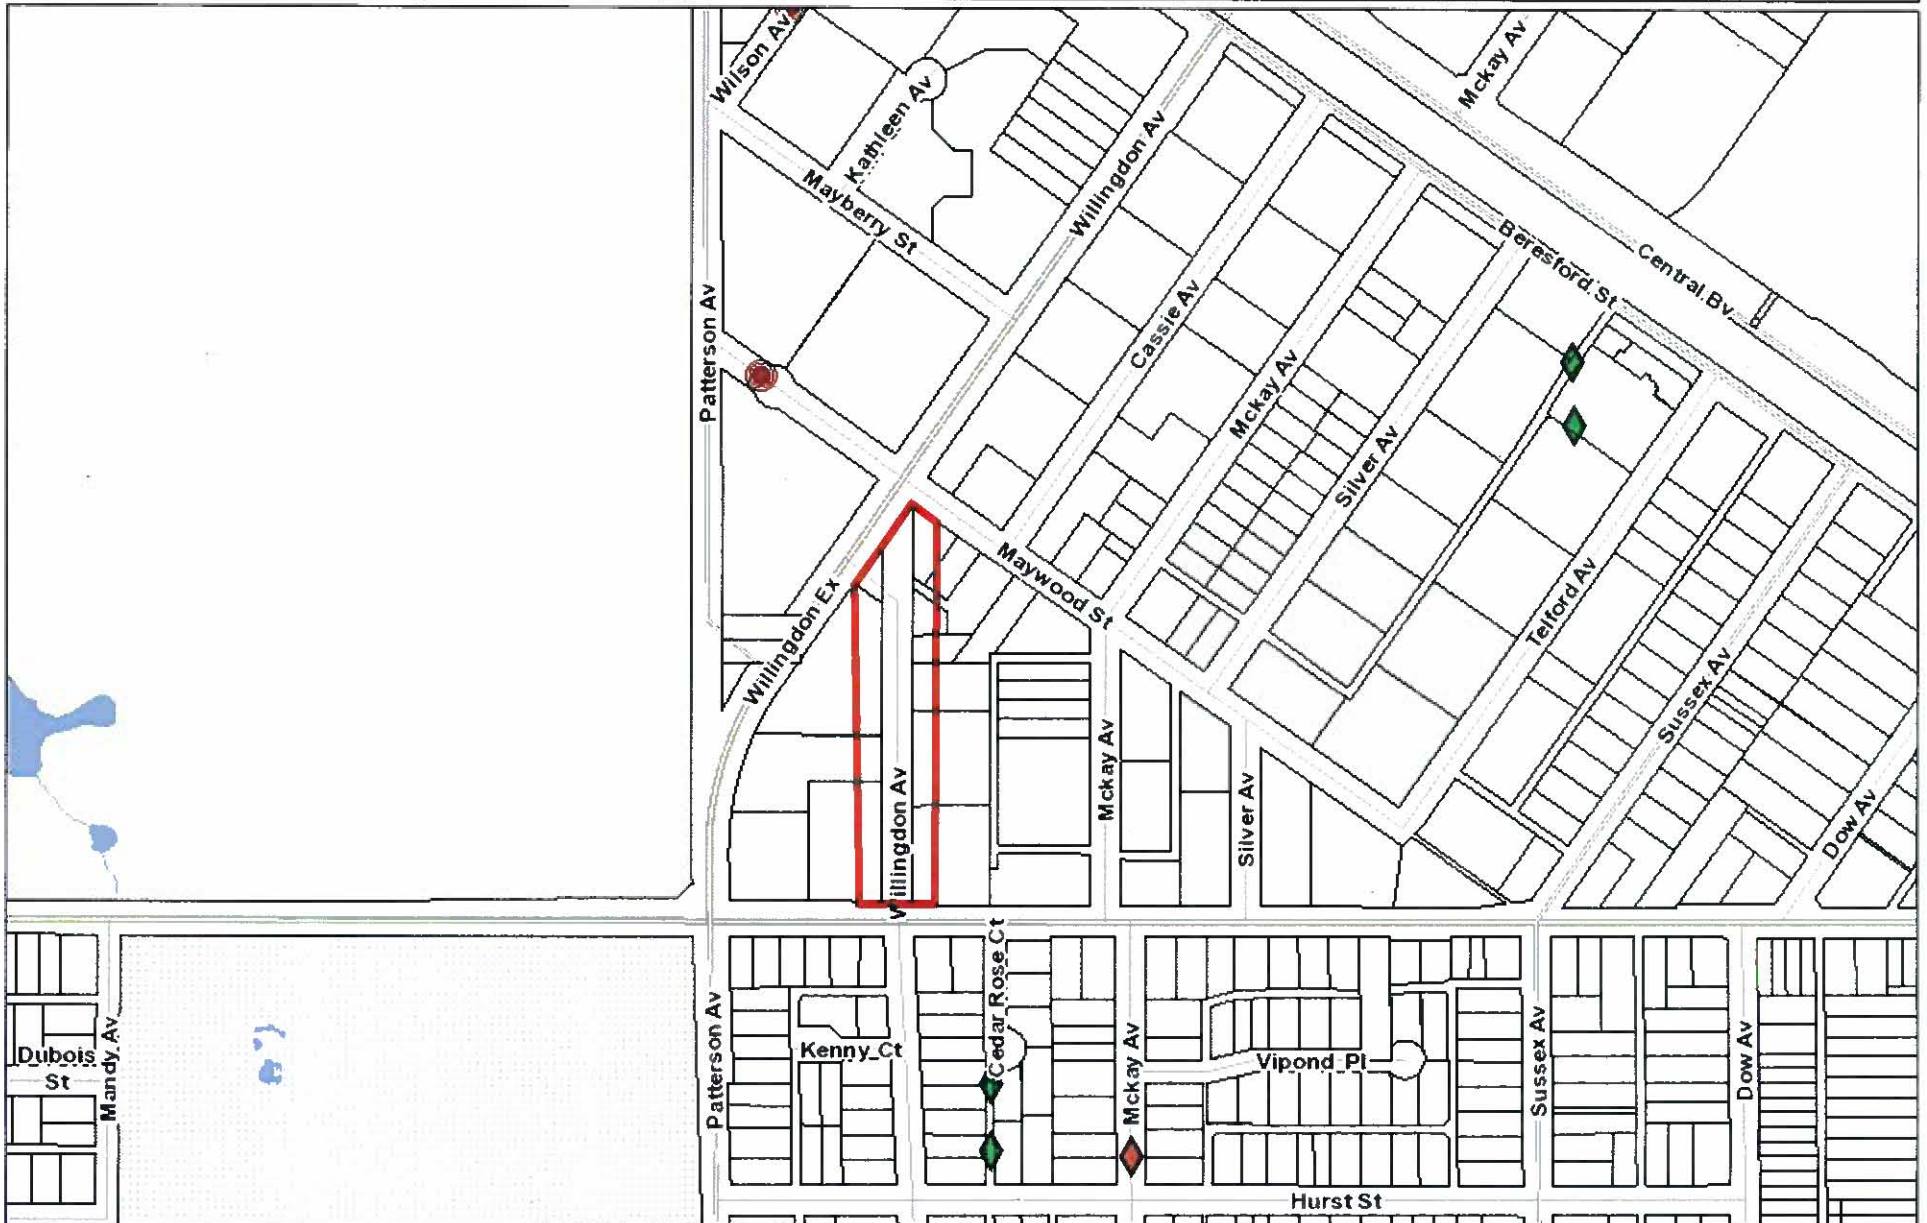 Wilson Av
Kathleen Av
Mckay Av
Willingdon Av
Mayberry St
Beresford St
Central Bv
Patterson Av
Cassie Av
Mckay Av
Silver Av
Maywood St
Willingdon Ex
Telford Av
Sussex Av
Mckay Av
Willingdon Av
Silver Av
Dow Av
Cedar Rose Ct
Patterson Av
Kenny Ct
Mckay Av
Vipond Pl
Sussex Av
Dow Av
Dubois
St
Mandy Av
Hurst St